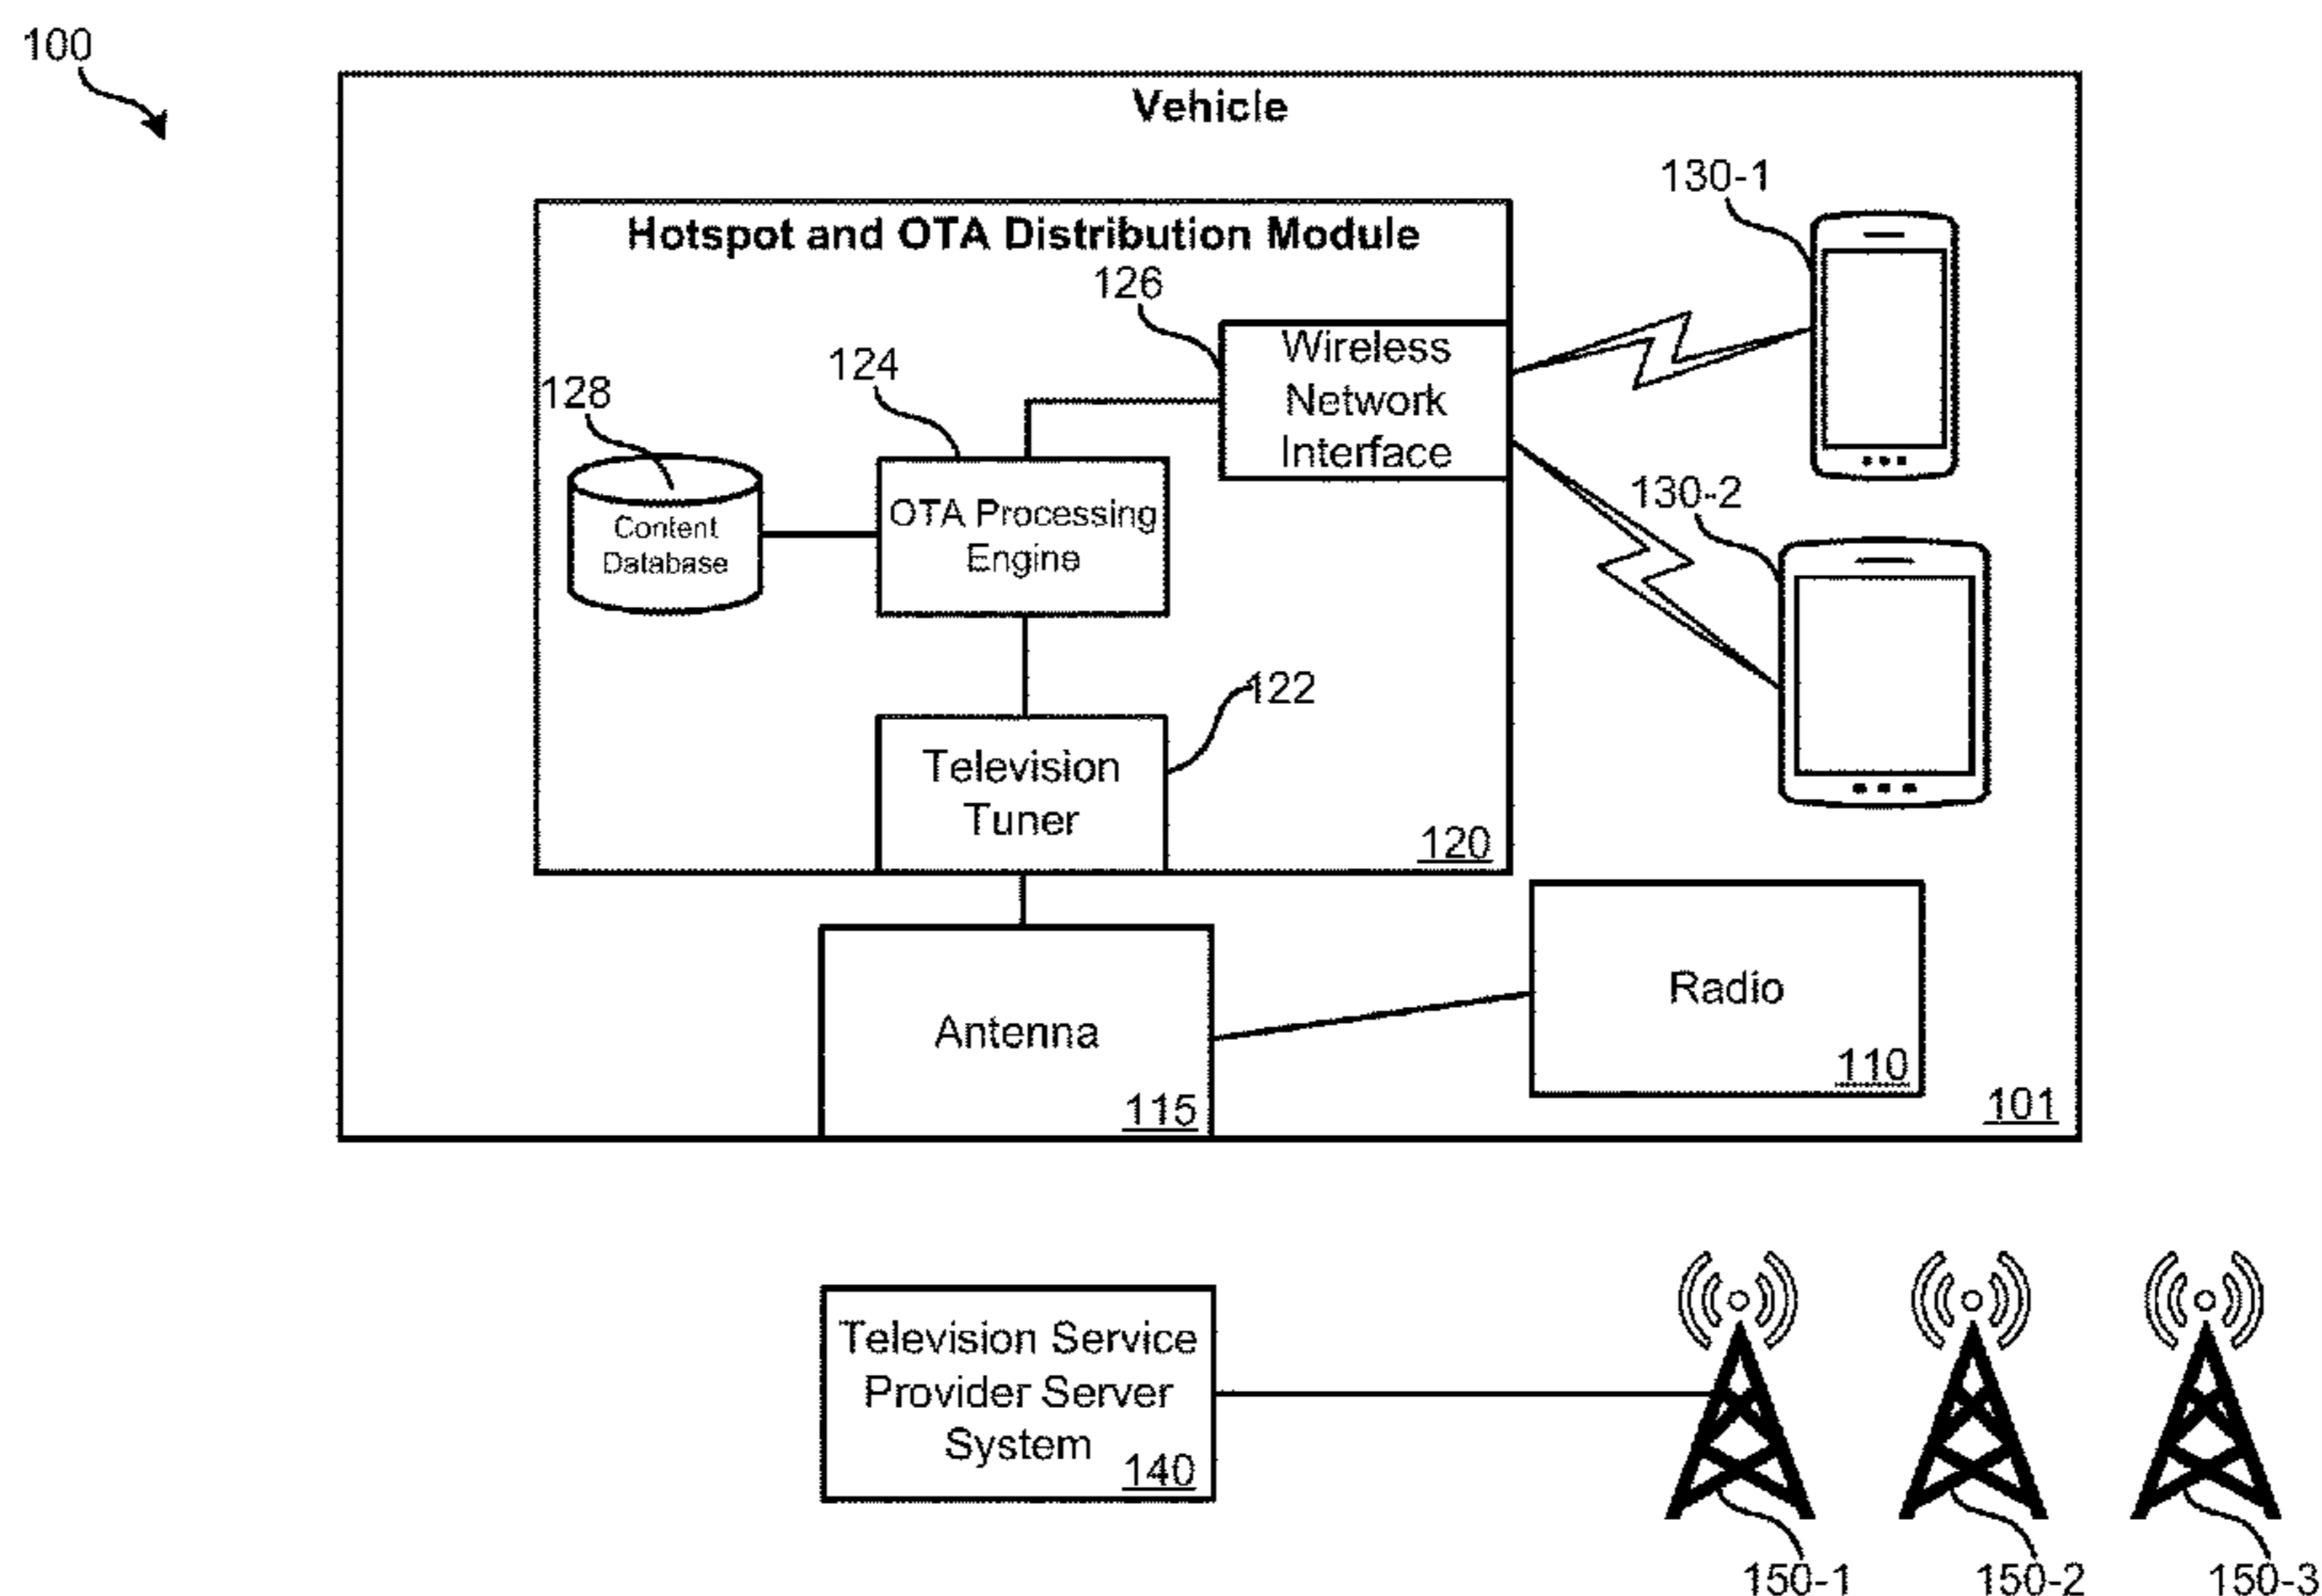 100
Vehicle
130-1
Hotspot and OTA Distribution Module
126
Wireless
Network
Interface
124
128
130-2
OTA Processing
Engine
Content
Database
122
Television
Tuner
120
Radio
110
Antenna
115
101
Television Service
Provider Server
System
140
150-1
150-2
150-3